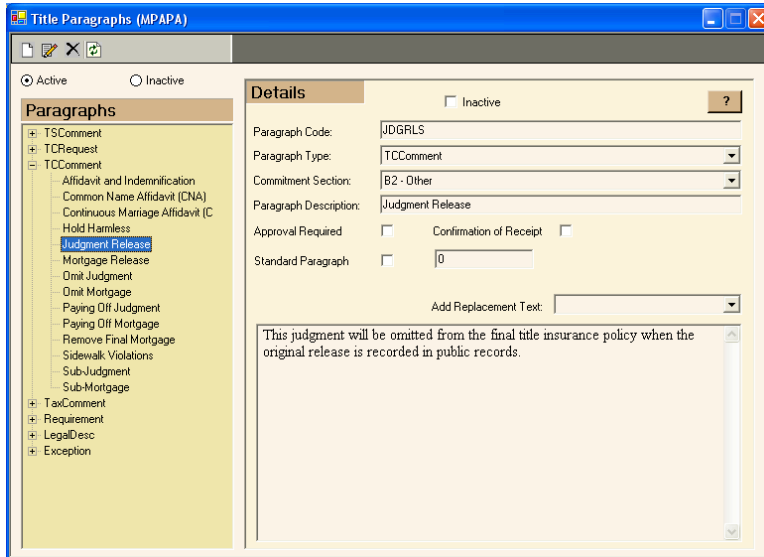 Title Paragraphs (MPAPA)
Active
Inactive
Paragraphs
TSComment
TCRequest
TCComment
Affidavit and Indemnification
Common Name Affidavit (CNA)
Continuous Marriage Affidavit (C
Hold Harmless
Judgment Release
Mortgage Release
Omit Judgment
Omit Mortgage
Paying Off Judgment
Paying Off Mortgage
Remove Final Mortgage
Sidewalk Violations
Sub-Judgment
Sub-Mortgage
TaxComment
Requirement
LegalDesc
Exception
Details
Inactive
?
Paragraph Code: JDGRLS
Paragraph Type: TCComment
Commitment Section: B2 - Other
Paragraph Description: Judgment Release
Approval Required Confirmation of Receipt
Standard Paragraph 0
Add Replacement Text:
This judgment will be omitted from the final title insurance policy when the
original release is recorded in public records.